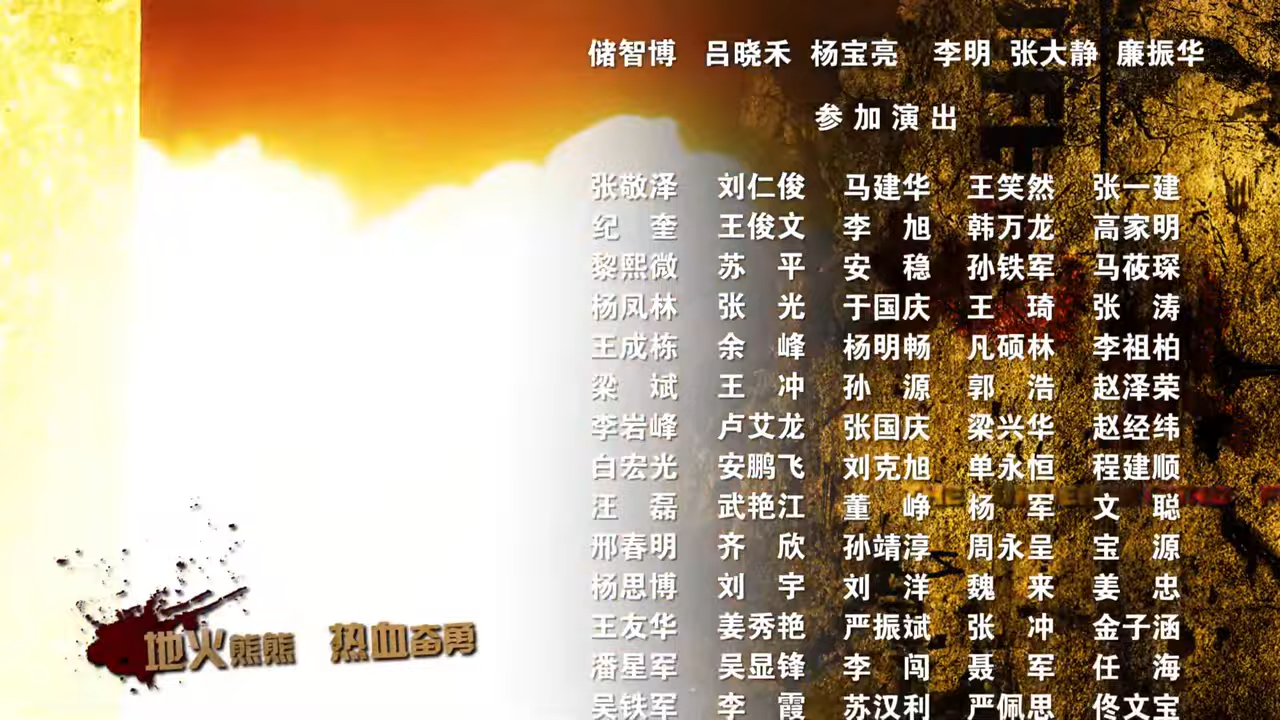 储智博 吕晓禾 杨宝亮 李明 张大静 廉振华
参加演出
张敬泽 刘仁俊 马建华 王笑然 张一建
纪 奎 王俊文 李 旭 韩万龙 高家明
黎熙微 苏 平 安 稳 孙铁军 马莜琛
杨凤林 张 光 于国庆 王 琦 张 涛
王成栋 余 峰 杨明畅 凡硕林 李祖柏
梁 斌 王 冲 孙 源 郭 浩 赵泽荣
李岩峰 卢艾龙 张国庆 梁兴华 赵经纬
白宏光 安鹏飞 刘克旭 单永恒 程建顺
汪 磊 武艳江 董 峥 杨 军 文 聪
邢春明 齐 欣 孙靖淳 周永呈 宝 源
杨思博 刘 宇 刘 洋 魏 来 姜 忠
王友华 姜秀艳 严振斌 张 冲 金子涵
潘星军 吴显锋 李 闯 聂 军 任 海
吴铁军 李 霞 苏汉利 严佩思 佟文宝
地火熊熊 热血奋勇